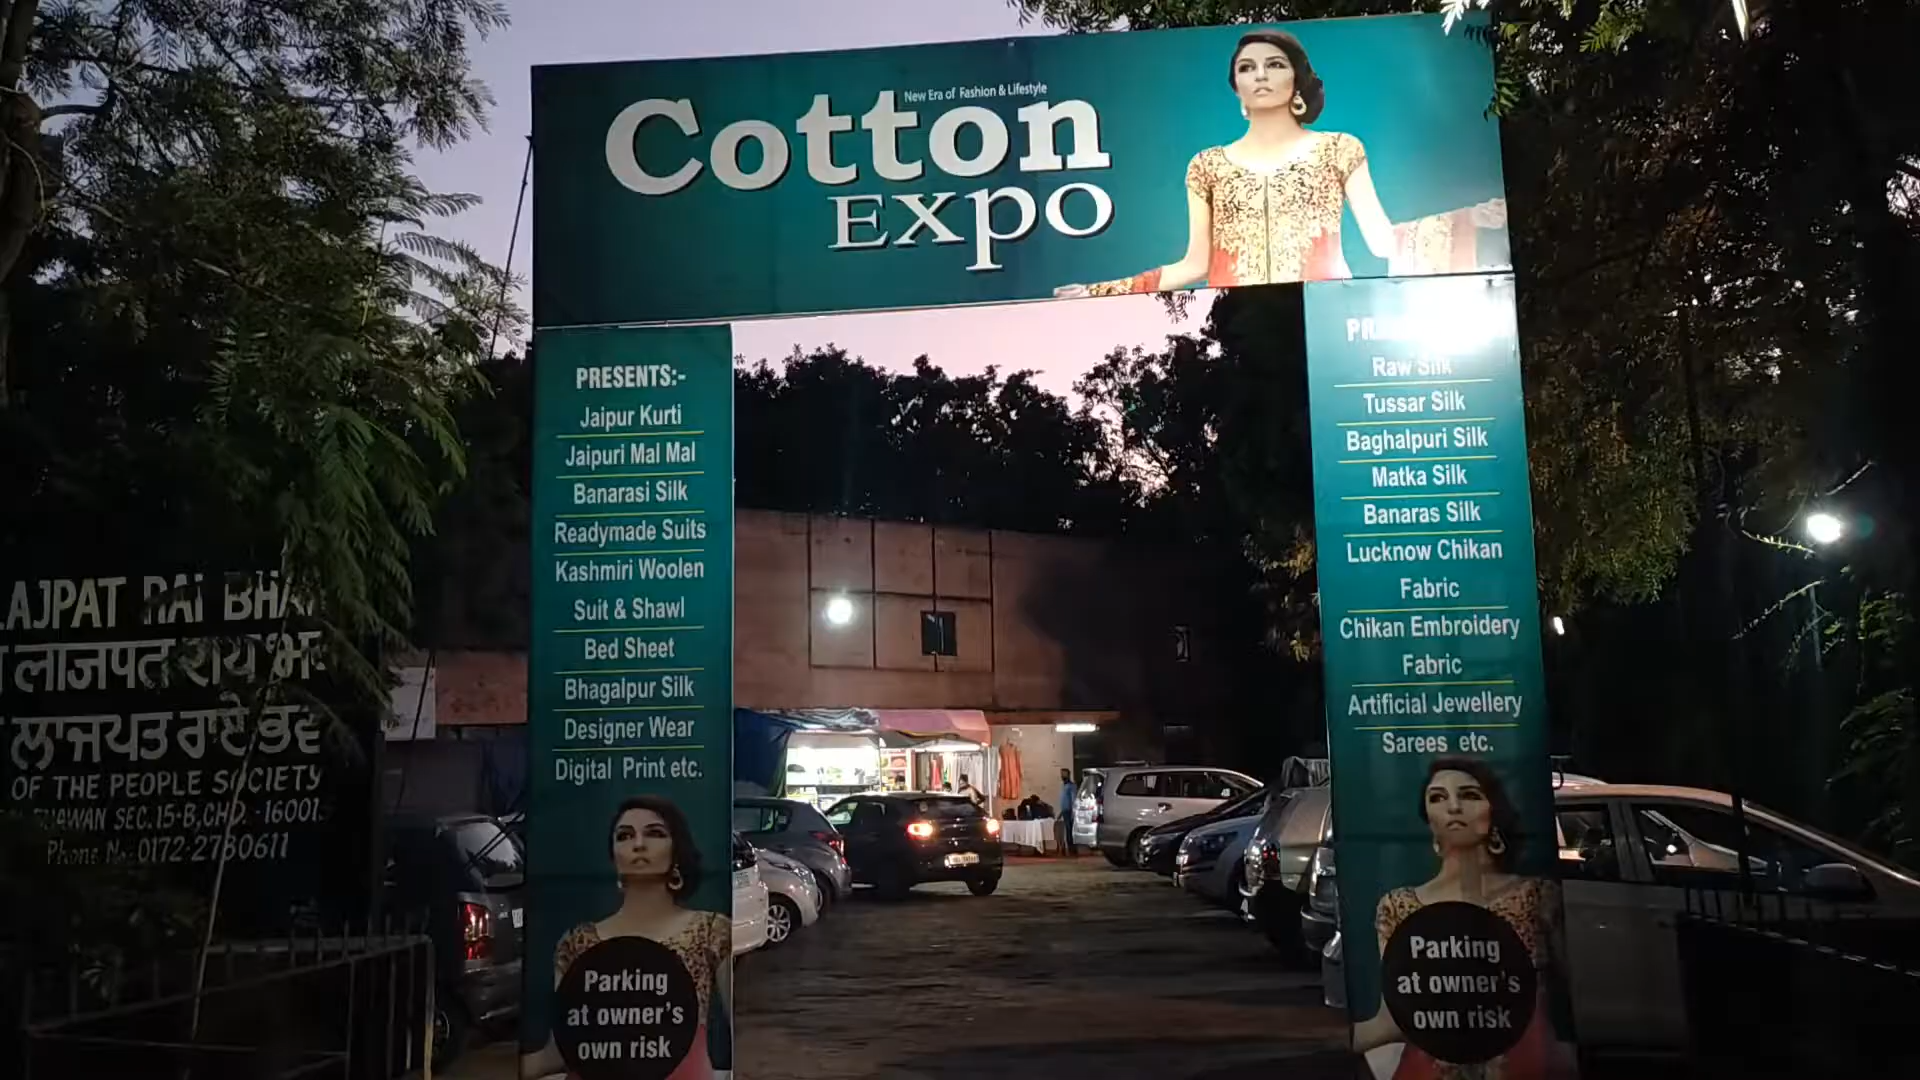 New Era of Fashion & Lifestyle
Cotton
Expo
PRESENTS:-
Jaipur Kurti
Jaipuri Mal Mal
Banarasi Silk
Readymade Suits
Kashmiri Woolen
Suit & Shawl
Bed Sheet
Bhagalpur Silk
Designer Wear
Digital Print etc.
Parking
at owner's
own risk
Raw Silk
Tussar Silk
Baghalpuri Silk
Matka Silk
Banaras Silk
Lucknow Chikan
Fabric
Chikan Embroidery
Fabric
Artificial Jewellery
Sarees etc.
Parking
at owner's
own risk
LAJPAT RAI
लाजपत राय
ਲਾਜਪਤ ਰਾਏ
OF THE PEOPLE SOCIETY
SEC. 15-B, CHD. -16001
Phone No. 0172-2780611